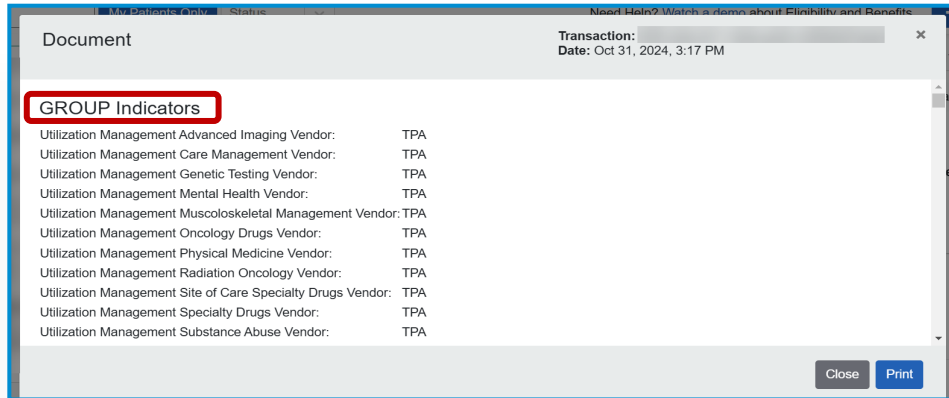 My Patients Only Status Need Help? Watch a demo about Eligibility and Benefits
Document
Transaction:
Date: Oct 31, 2024, 3:17 PM
×
GROUP Indicators
Utilization Management Advanced Imaging Vendor: TPA
Utilization Management Care Management Vendor: TPA
Utilization Management Genetic Testing Vendor: TPA
Utilization Management Mental Health Vendor: TPA
Utilization Management Muscoloskeletal Management Vendor: TPA
Utilization Management Oncology Drugs Vendor: TPA
Utilization Management Physical Medicine Vendor: TPA
Utilization Management Radiation Oncology Vendor: TPA
Utilization Management Site of Care Specialty Drugs Vendor: TPA
Utilization Management Specialty Drugs Vendor: TPA
Utilization Management Substance Abuse Vendor: TPA
Close Print